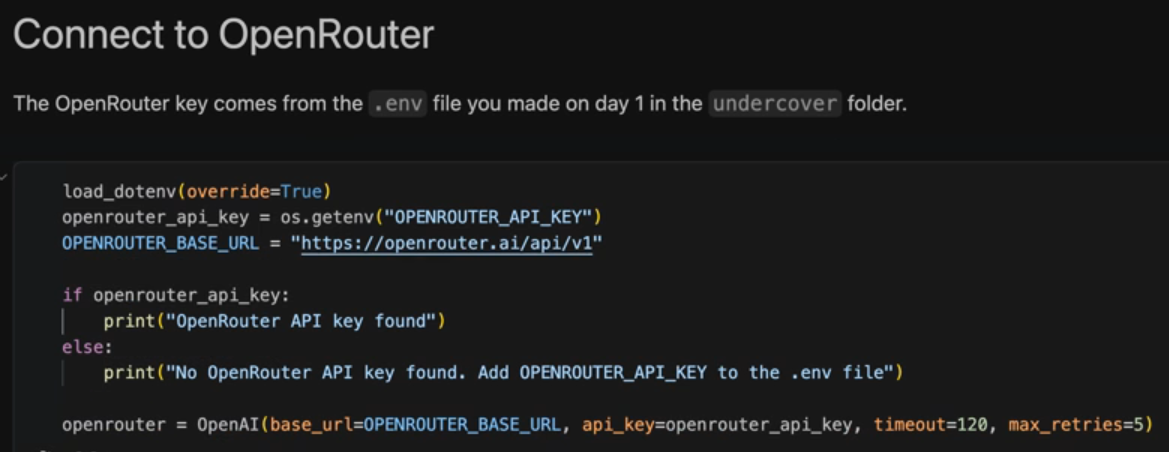 Connect to OpenRouter
The OpenRouter key comes from the .env file you made on day 1 in the undercover folder.
load_dotenv(override=True)
openrouter_api_key = os.getenv("OPENROUTER_API_KEY")
OPENROUTER_BASE_URL = "https://openrouter.ai/api/v1"
if openrouter_api_key:
    print("OpenRouter API key found")
else:
    print("No OpenRouter API key found. Add OPENROUTER_API_KEY to the .env file")
openrouter = OpenAI(base_url=OPENROUTER_BASE_URL, api_key=openrouter_api_key, timeout=120, max_retries=5)